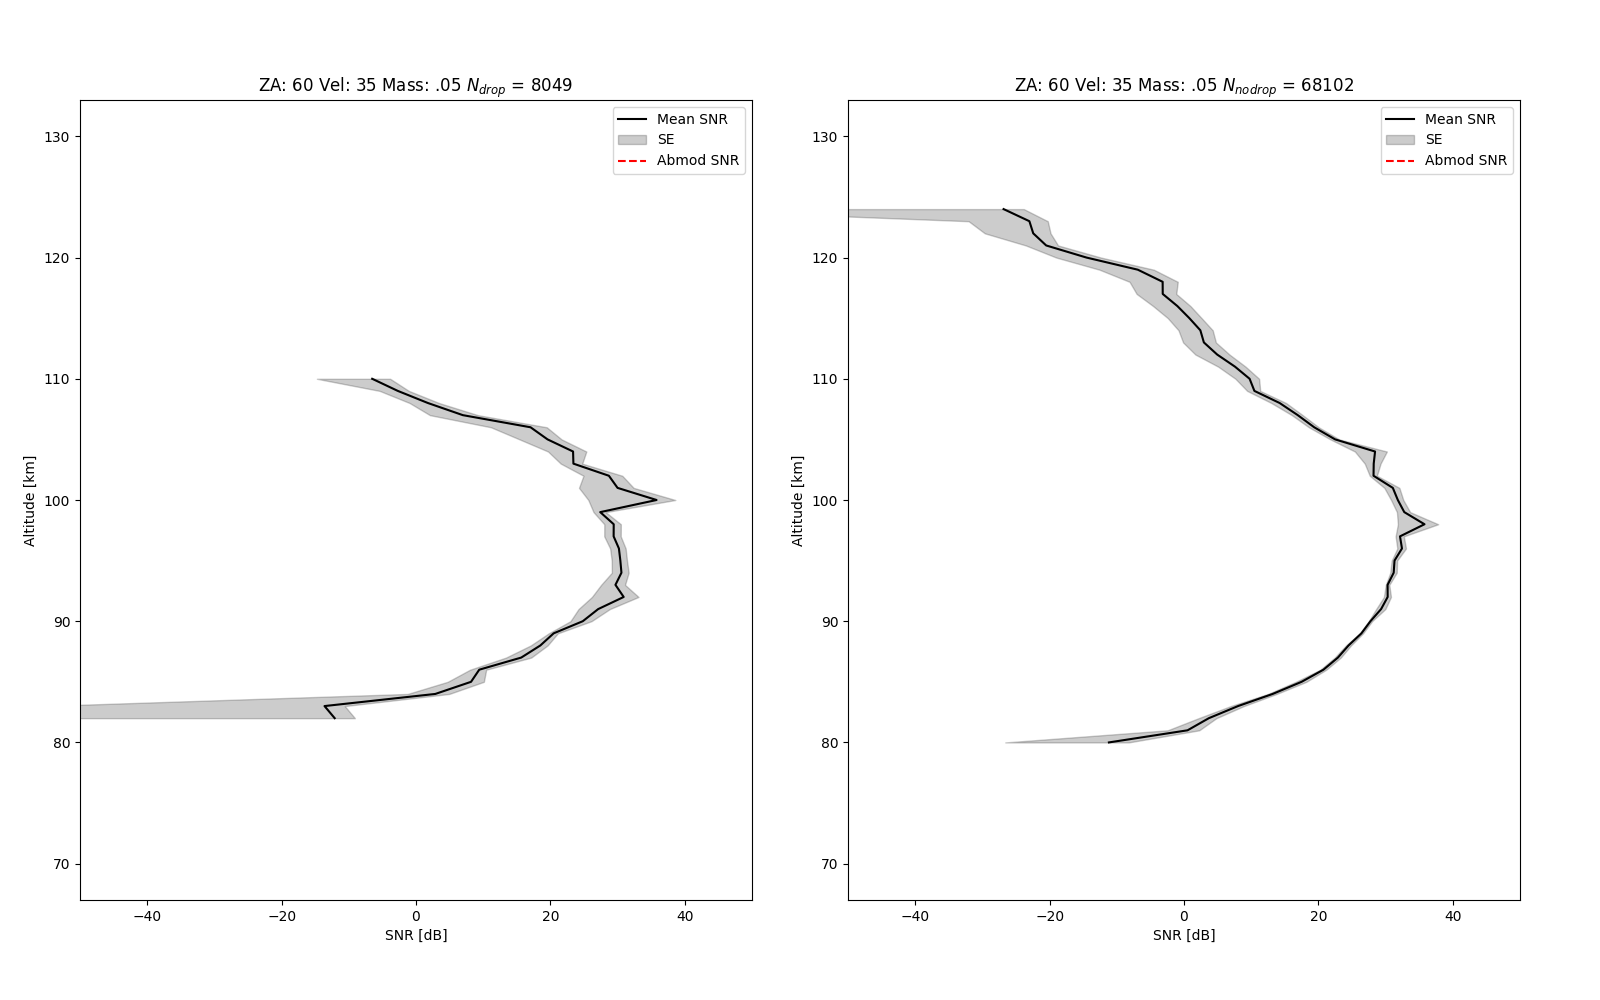 ZA: 60 Vel: 35 Mass: .05 N_drop = 8049
Mean SNR
SE
Abmod SNR
130
120
110
100
90
80
70
Altitude [km]
−40
−20
0
20
40
SNR [dB]
ZA: 60 Vel: 35 Mass: .05 N_nodrop = 68102
Mean SNR
SE
Abmod SNR
130
120
110
100
90
80
70
Altitude [km]
−40
−20
0
20
40
SNR [dB]